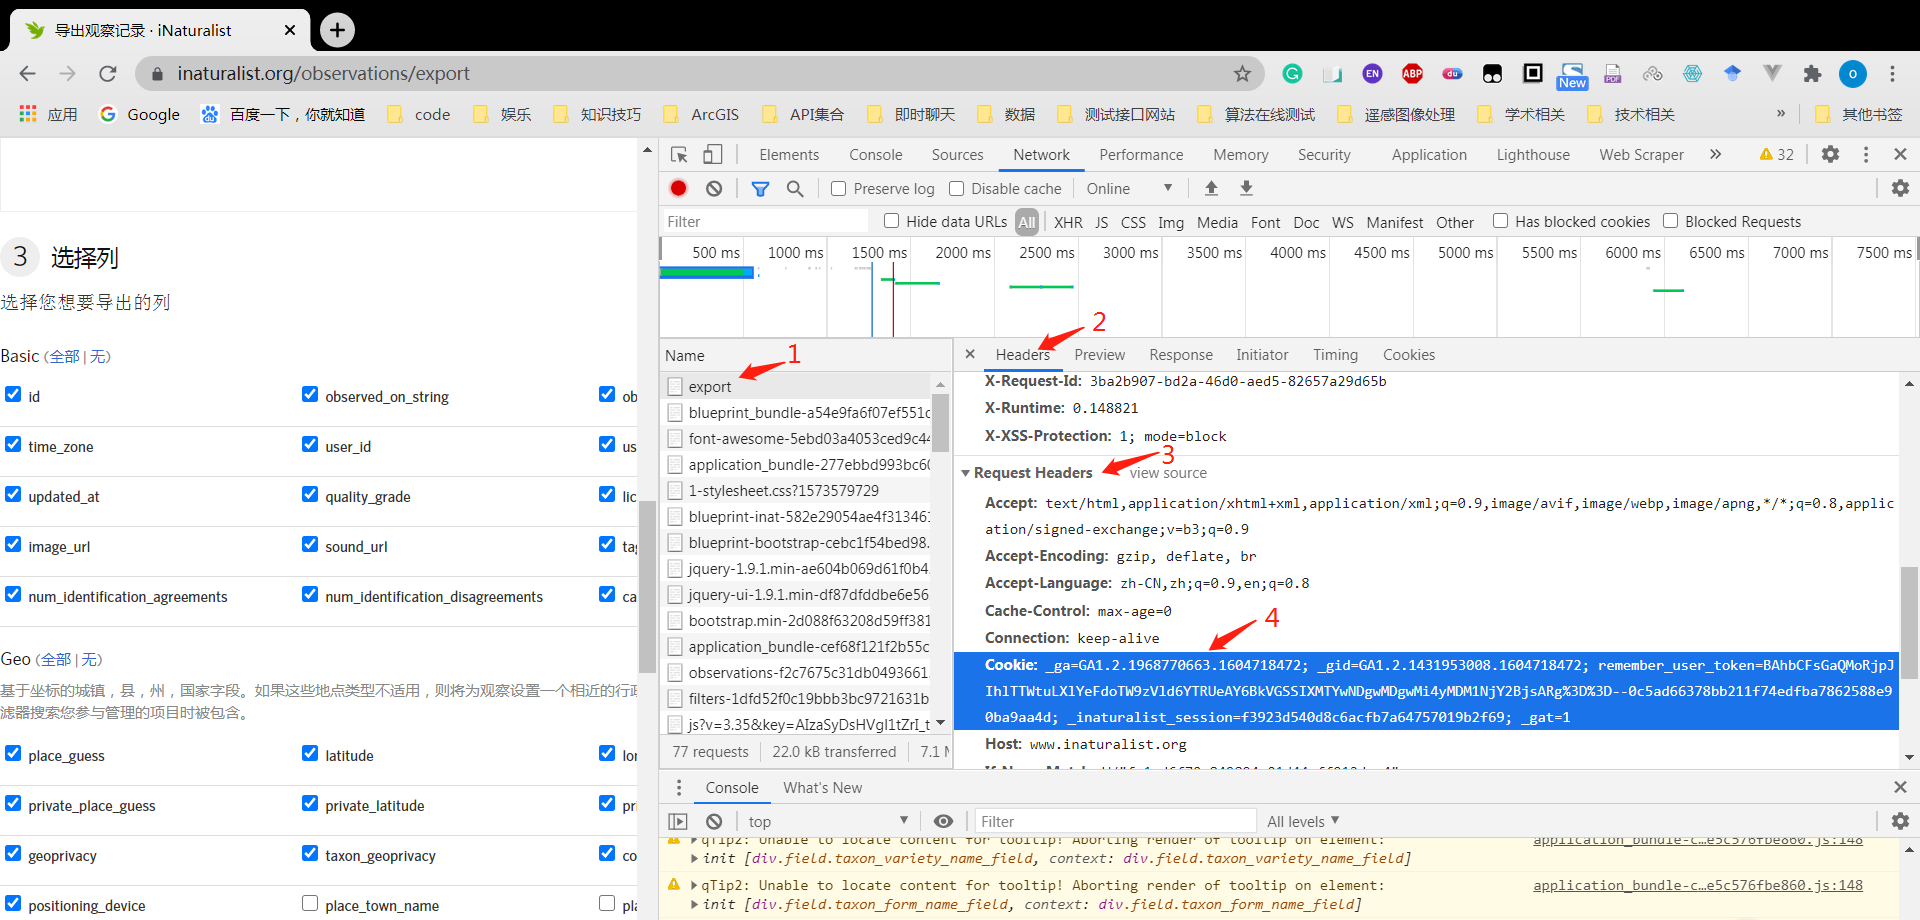 导出观察记录 · iNaturalist
inaturalist.org/observations/export
EN
ABP
du
New
PDF
O
应用
Google
百度一下，你就知道
code
娱乐
知识技巧
ArcGIS
API集合
即时聊天
数据
测试接口网站
算法在线测试
遥感图像处理
学术相关
技术相关
»
其他书签
3 选择列
选择您想要导出的列
Basic (全部 | 无)
id observed_on_string ob
time_zone user_id us
updated_at quality_grade lic
image_url sound_url tag
num_identification_agreements num_identification_disagreements ca
Geo (全部 | 无)
基于坐标的城镇，县，州，国家字段。如果这些地点类型不适用，则将为观察设置一个相近的行政
滤器搜索您参与管理的项目时被包含。
place_guess latitude lor
private_place_guess private_latitude pri
geoprivacy taxon_geoprivacy co
positioning_device place_town_name pla
Elements Console Sources Network Performance Memory Security Application Lighthouse Web Scraper » 32
Preserve log Disable cache Online
Filter Hide data URLs All XHR JS CSS Img Media Font Doc WS Manifest Other Has blocked cookies Blocked Requests
500 ms 1000 ms 1500 ms 2000 ms 2500 ms 3000 ms 3500 ms 4000 ms 4500 ms 5000 ms 5500 ms 6000 ms 6500 ms 7000 ms 7500 ms
2
Name
1
export
blueprint_bundle-a54e9fa6f07ef551c
font-awesome-5ebd03a4053ced9c44
application_bundle-277ebbd993bc60
1-stylesheet.css?1573579729
blueprint-inat-582e29054ae4f313461
blueprint-bootstrap-cebc1f54bed98.
jquery-1.9.1.min-ae604b069d61f0b4.
jquery-ui-1.9.1.min-df87dfddbe6e56
bootstrap.min-2d088f63208d59ff381
application_bundle-cef68f121f2b55c
observations-f2c7675c31db0493661.
filters-1dfd52f0c19bbb3bc9721631b
js?v=3.35&key=AIzaSyDsHVgI1tZrI_t
77 requests 22.0 kB transferred 7.1 M
Headers Preview Response Initiator Timing Cookies
X-Request-Id: 3ba2b907-bd2a-46d0-aed5-82657a29d65b
X-Runtime: 0.148821
X-XSS-Protection: 1; mode=block
3
Request Headers view source
Accept: text/html,application/xhtml+xml,application/xml;q=0.9,image/avif,image/webp,image/apng,*/*;q=0.8,applic
ation/signed-exchange;v=b3;q=0.9
Accept-Encoding: gzip, deflate, br
Accept-Language: zh-CN,zh;q=0.9,en;q=0.8
Cache-Control: max-age=0
4
Connection: keep-alive
Cookie: _ga=GA1.2.1968770663.1604718472; _gid=GA1.2.1431953008.1604718472; remember_user_token=BAhbCFsGaQMoRjpJ
IhlTTWtuLXlYeFdoTW9zVld6YTRUeAY6BkVGSSIXMTYwNDgwMDgwMi4yMDM1NjY2BjsARg%3D%3D--0c5ad66378bb211f74edfba7862588e9
0ba9aa4d; _inaturalist_session=f3923d540d8c6acfb7a64757019b2f69; _gat=1
Host: www.inaturalist.org
Console What's New
top Filter All levels
qTip2: Unable to locate content for tooltip! Aborting render of tooltip on element: application_bundle-c…e5c576fbe860.js:148
init [div.field.taxon_variety_name_field, context: div.field.taxon_variety_name_field]
qTip2: Unable to locate content for tooltip! Aborting render of tooltip on element: application_bundle-c…e5c576fbe860.js:148
init [div.field.taxon_form_name_field, context: div.field.taxon_form_name_field]